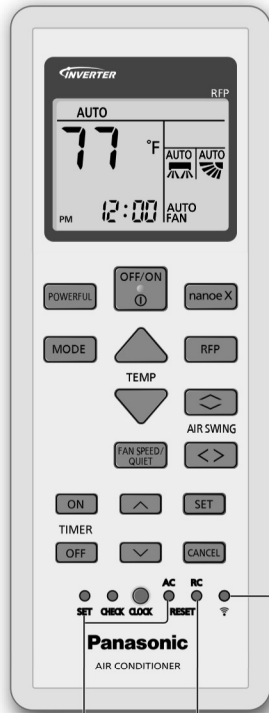 INVERTER
RFP
AUTO
77 °F
AUTO AUTO
PM 12:00 AUTO
FAN
POWERFUL OFF/ON nanoe X
MODE RFP
TEMP
AIR SWING
FAN SPEED/
QUIET
ON SET
TIMER
OFF CANCEL
AC RC
SET CHECK CLOCK RESET
Panasonic
AIR CONDITIONER